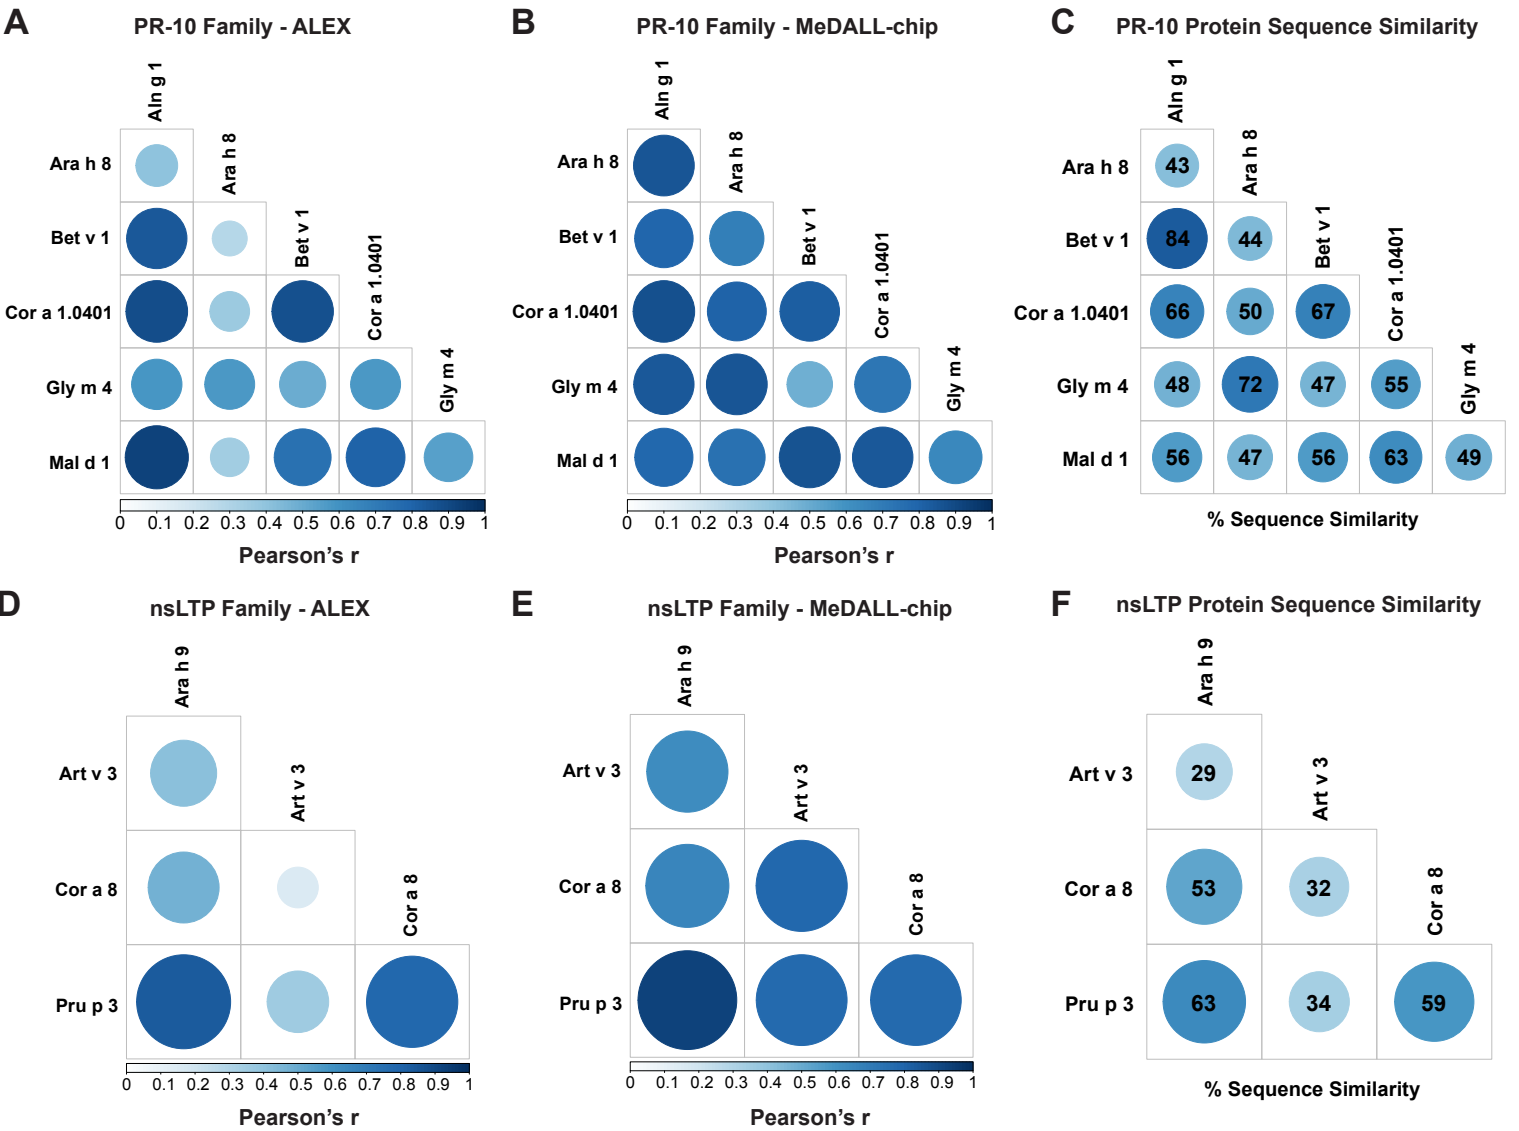 A PR-10 Family - ALEX
Aln g 1
Ara h 8
Ara h 8
Bet v 1
Bet v 1
Cor a 1.0401
Cor a 1.0401
Gly m 4
Gly m 4
Mal d 1
0 0.1 0.2 0.3 0.4 0.5 0.6 0.7 0.8 0.9 1
Pearson's r
B PR-10 Family - MeDALL-chip
Aln g 1
Ara h 8
Ara h 8
Bet v 1
Bet v 1
Cor a 1.0401
Cor a 1.0401
Gly m 4
Gly m 4
Mal d 1
0 0.1 0.2 0.3 0.4 0.5 0.6 0.7 0.8 0.9 1
Pearson's r
C PR-10 Protein Sequence Similarity
Aln g 1
Ara h 8 43
Ara h 8
Bet v 1 84 44
Bet v 1
Cor a 1.0401 66 50 67
Cor a 1.0401
Gly m 4 48 72 47 55
Gly m 4
Mal d 1 56 47 56 63 49
% Sequence Similarity
D nsLTP Family - ALEX
Ara h 9
Art v 3
Art v 3
Cor a 8
Cor a 8
Pru p 3
0 0.1 0.2 0.3 0.4 0.5 0.6 0.7 0.8 0.9 1
Pearson's r
E nsLTP Family - MeDALL-chip
Ara h 9
Art v 3
Art v 3
Cor a 8
Cor a 8
Pru p 3
0 0.1 0.2 0.3 0.4 0.5 0.6 0.7 0.8 0.9 1
Pearson's r
F nsLTP Protein Sequence Similarity
Ara h 9
Art v 3 29
Art v 3
Cor a 8 53 32
Cor a 8
Pru p 3 63 34 59
% Sequence Similarity